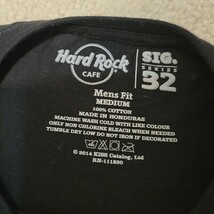 Hard Rock
CAFE
SIG.
SERIES
32
Mens Fit
MEDIUM
100% COTTON
MADE IN HONDURAS
MACHINE WASH COLD WITH LIKE COLOUR
ONLY NON CHLORINE BLEACH WHEN NEEDED
TUMBLE DRY LOW DO NOT IRON IF DECORATED
© 2014 KISS Catalog, Ltd
RN-111830